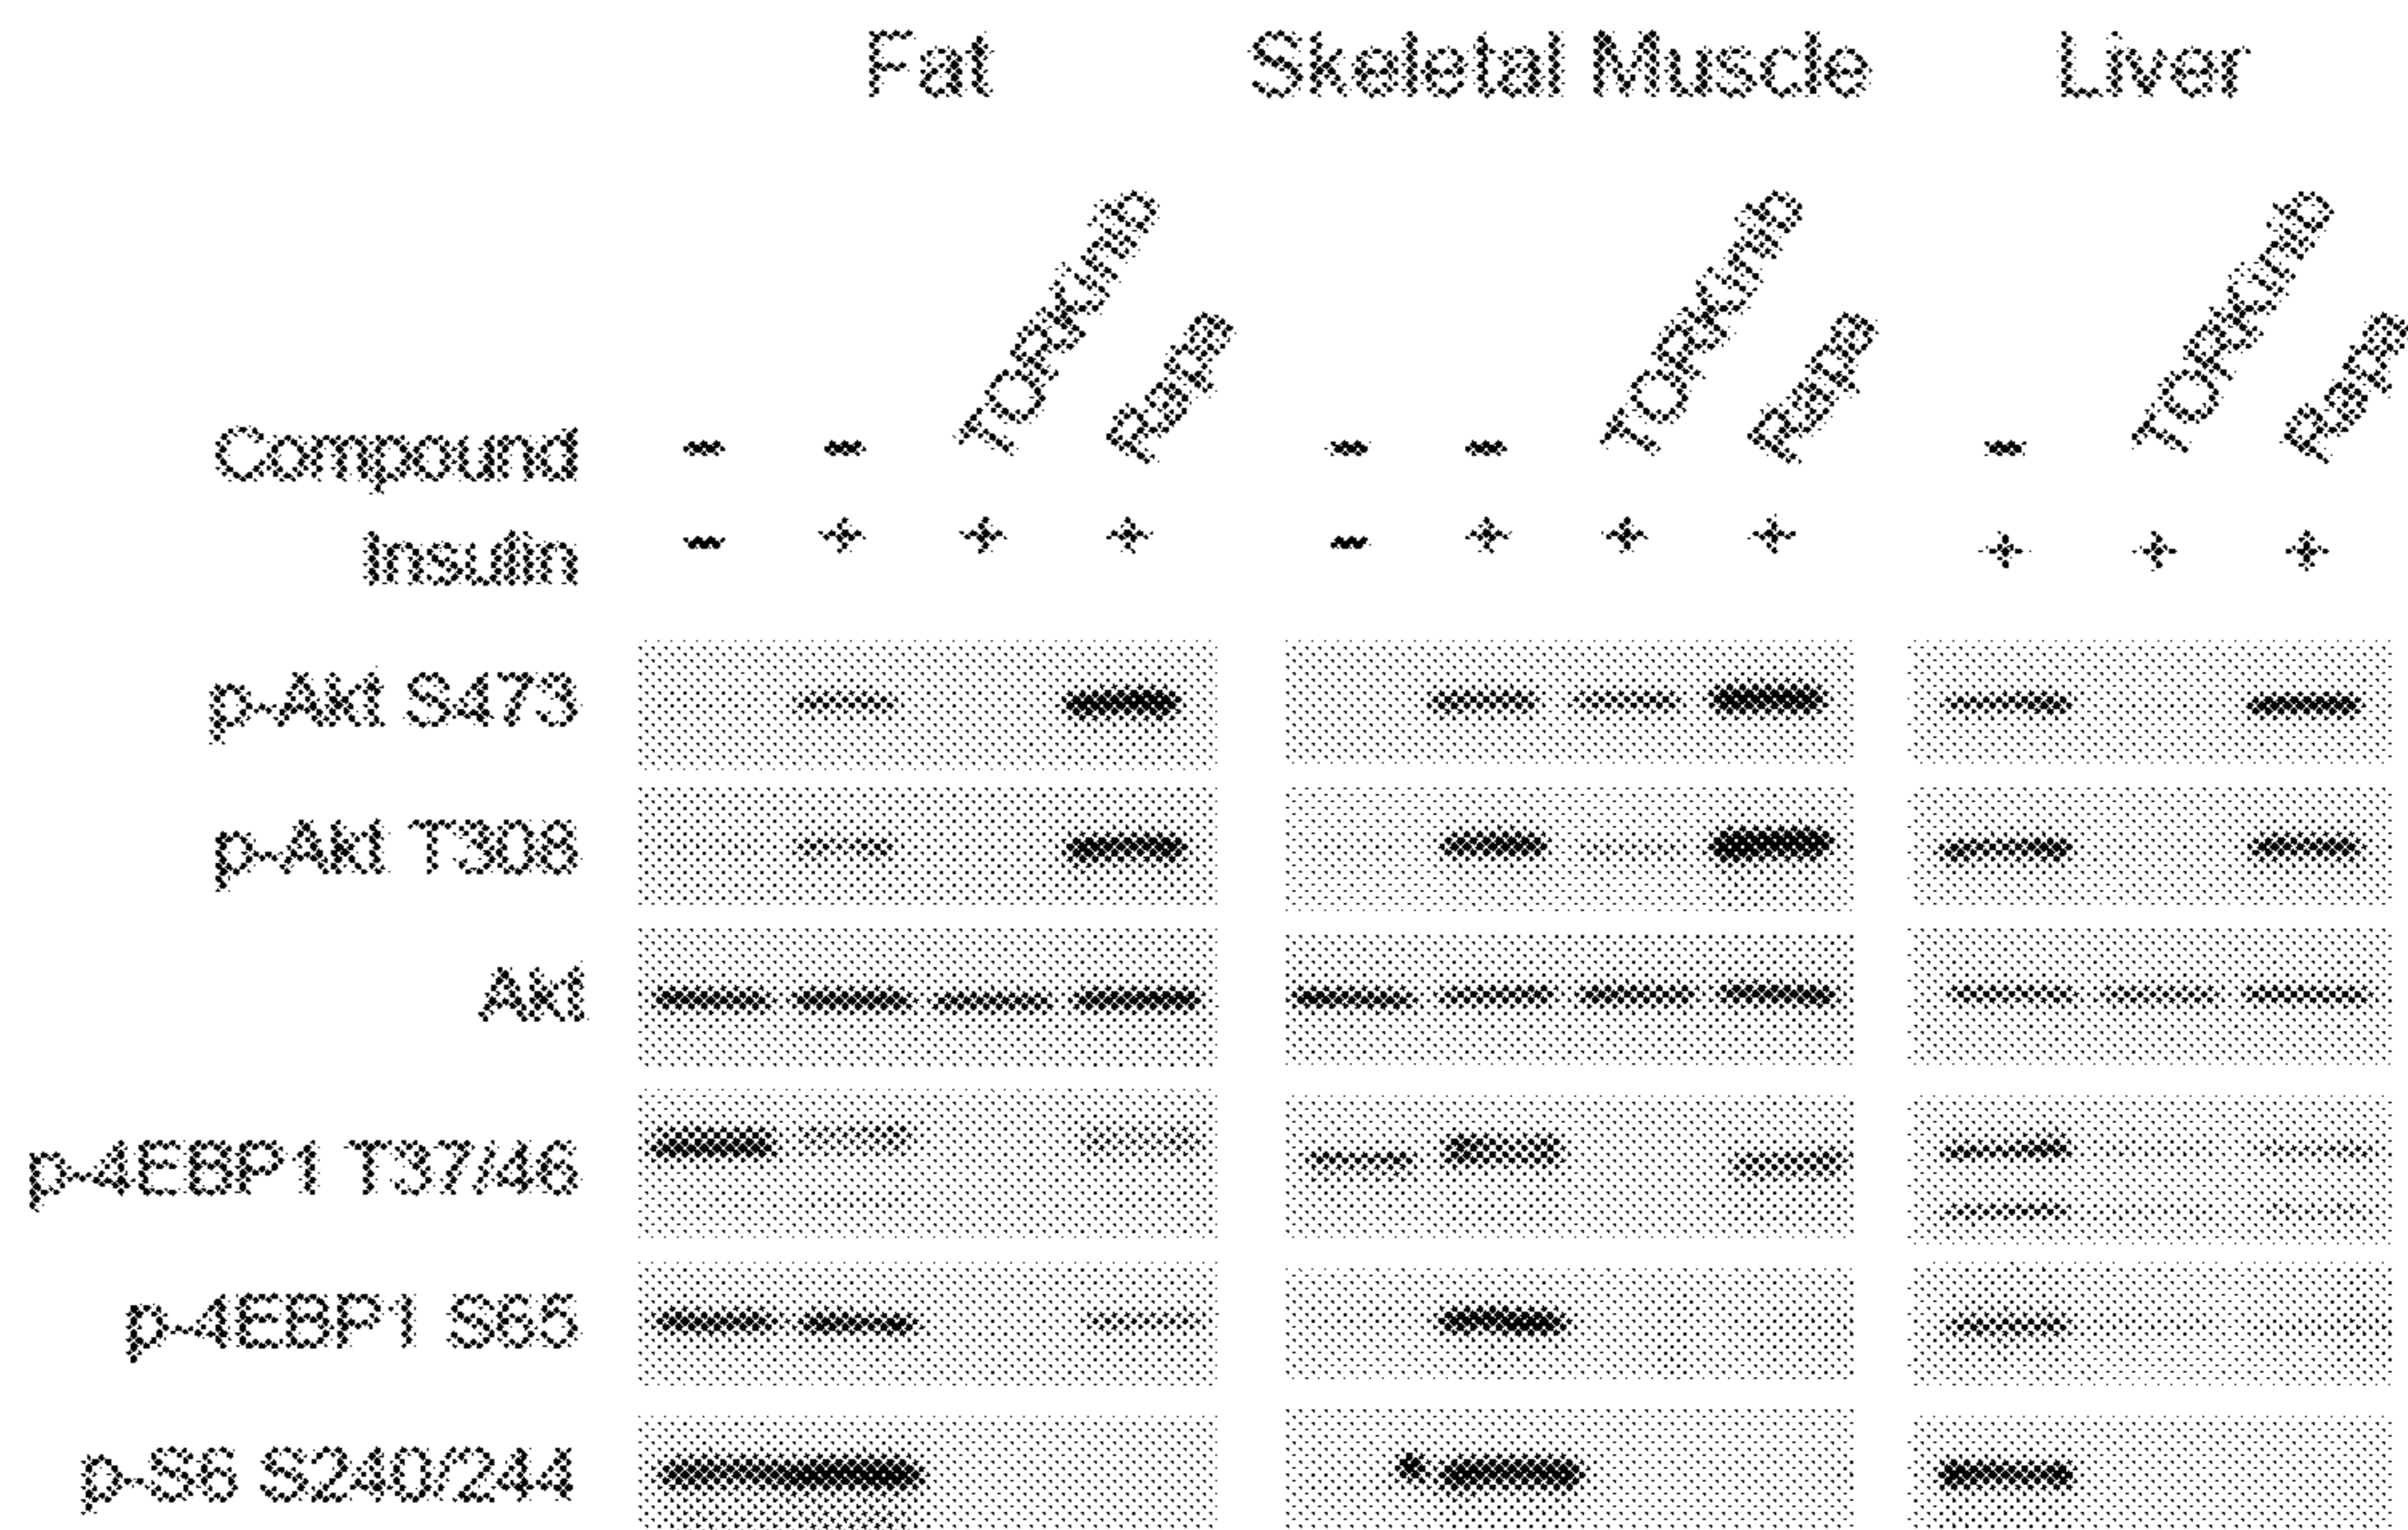 Fat Skeletal Muscle Liver
TORKinib TORKinib TORKinib
Rapa Rapa Rapa
Compound - - - - -
Insulin - + + + - + + + + + +
p-Akt S473
p-Akt T308
Akt
p-4EBP1 T37/46
p-4EBP1 S65
p-S6 S240/244